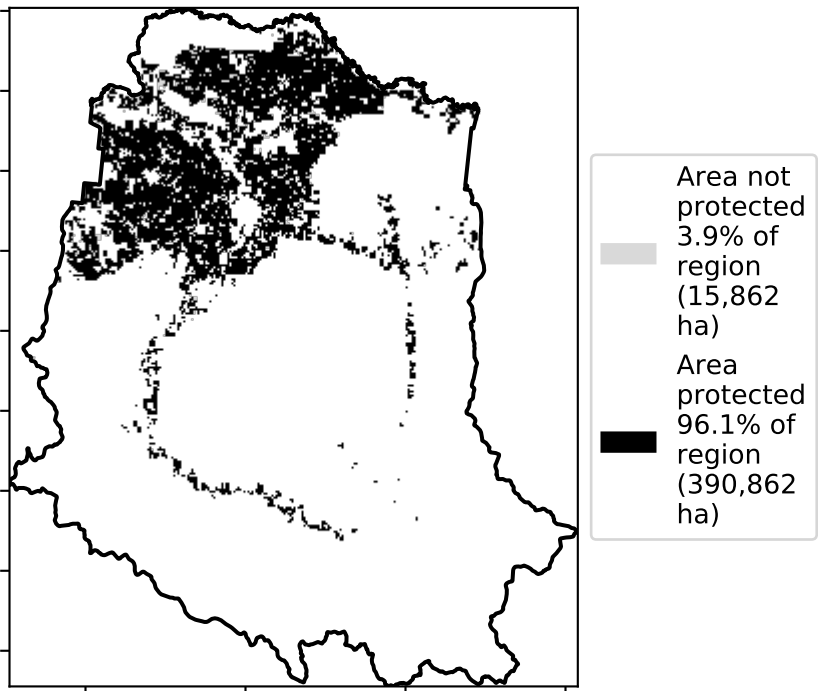 Area not
protected
3.9% of
region
(15,862
ha)
Area
protected
96.1% of
region
(390,862
ha)